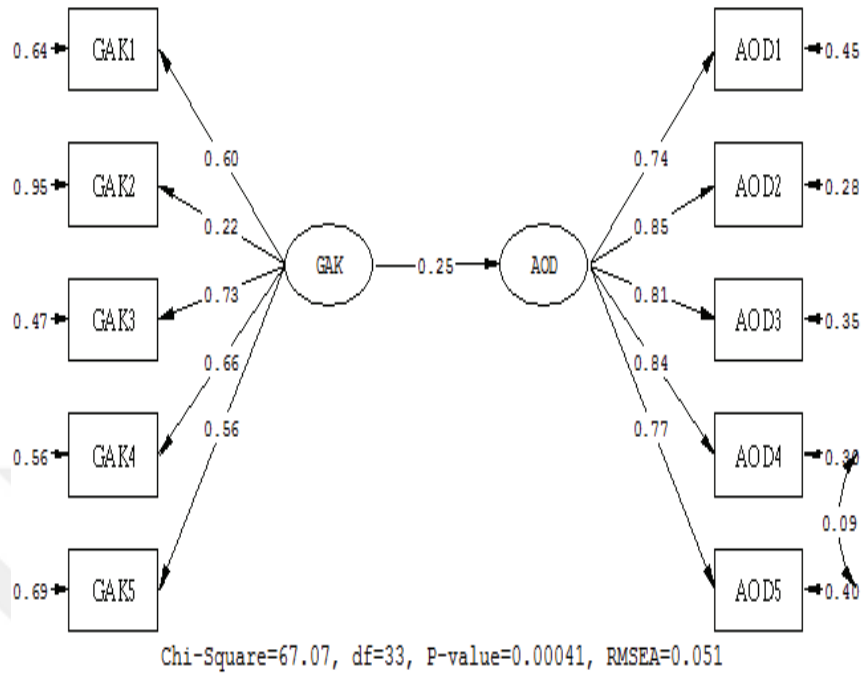 0.64 GAK1 AOD1 0.45
0.60 0.74
0.95 GAK2 AOD2 0.28
0.22 0.85
GAK 0.25 AOD
0.73 0.81
0.47 GAK3 AOD3 0.35
0.66 0.84
0.56 0.77
0.56 GAK4 AOD4 0.30
0.09
0.69 GAK5 AOD5 0.40
Chi-Square=67.07, df=33, P-value=0.00041, RMSEA=0.051